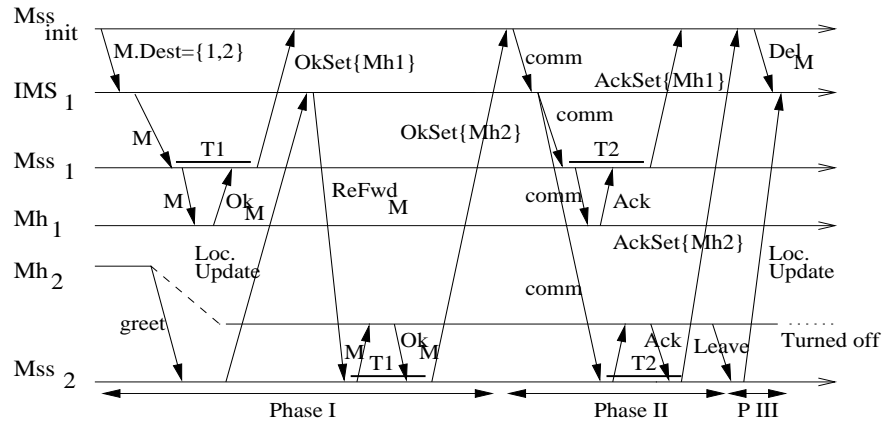 Mss init
M.Dest={1,2}
OkSet{Mh1}
comm
Del M
IMS 1
AckSet{Mh1}
M
comm
OkSet{Mh2}
T1
T2
Mss 1
M
Ok M
ReFwd M
comm
Ack
Mh 1
AckSet{Mh2}
Loc. Update
Loc. Update
Mh 2
comm
greet
M
Ok M
Ack
Leave
Turned off
T1
T2
Mss 2
Phase I
Phase II
P III